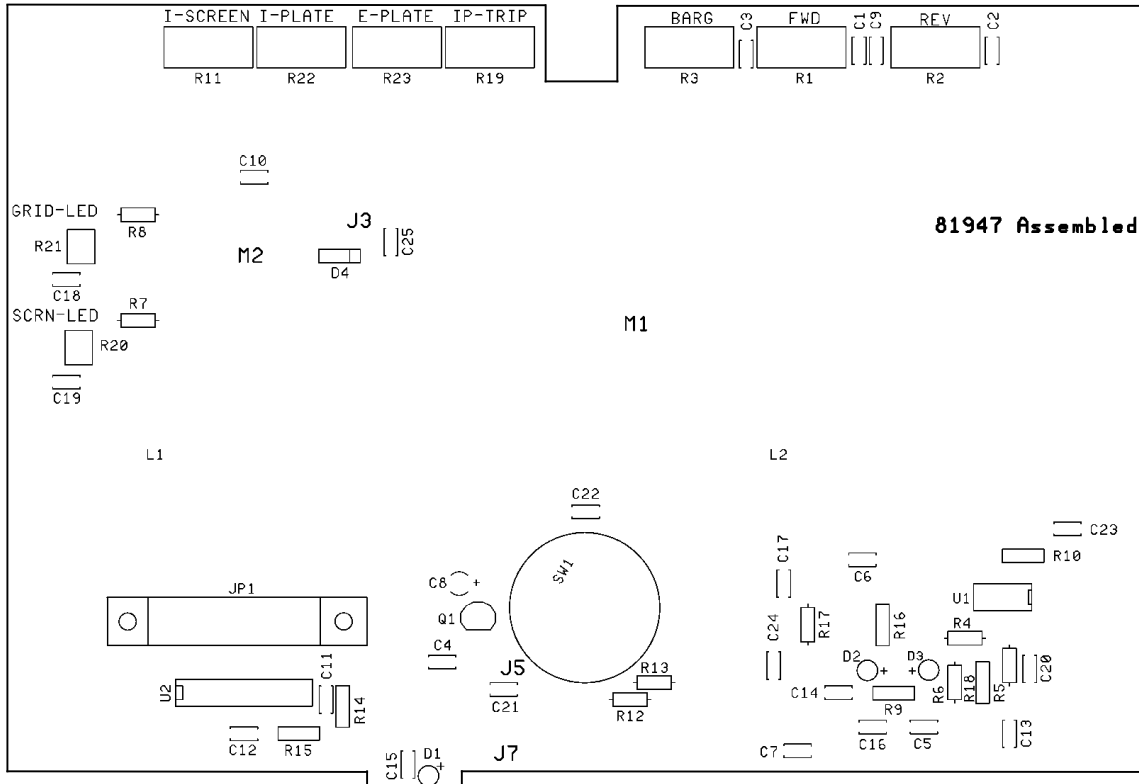 I-SCREEN I-PLATE E-PLATE IP-TRIP BARG C3 FWD C1 C9 REV C2
R11 R22 R23 R19 R3 R1 R2
C10
GRID-LED R8 J3 C25 81947 Assembled
R21 M2 D4
C18
SCRN-LED R7 M1
R20
C19
L1 L2
C22
C23
C17 R10
SW1 C6
JP1 C8 + U1
Q1 R17 R16 R4
C4 C24 D2 D3
J5 R13 + + C20
U2 C11 C21 R12 C14 R9 R6 R18 R5
R14
C12 R15 C16 C5 C13
C15 D1 + J7 C7